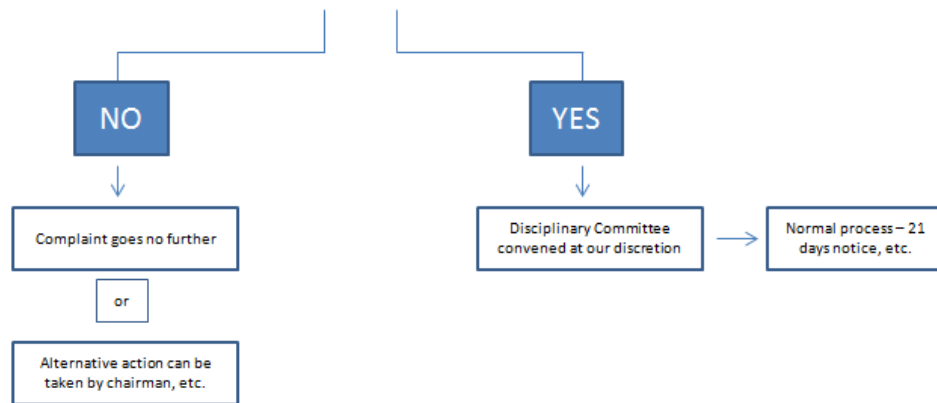 NO
YES
Complaint goes no further
Disciplinary Committee
convened at our discretion
Normal process – 21
days notice, etc.
or
Alternative action can be
taken by chairman, etc.